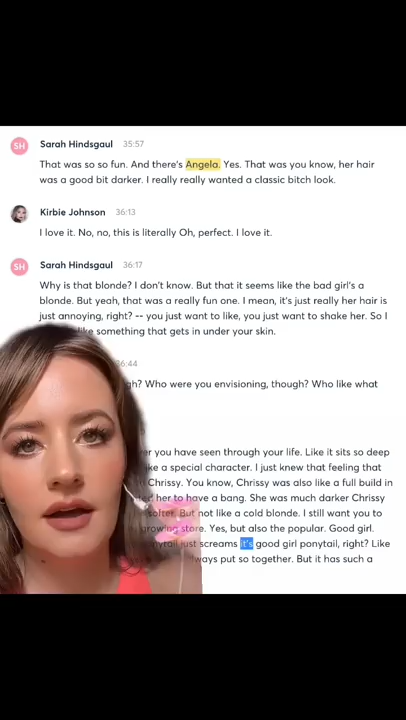 SH Sarah Hindsgaul 35:57
That was so so fun. And there's Angela. Yes. That was you know, her hair
was a good bit darker. I really really wanted a classic bitch look.
Kirbie Johnson 36:13
I love it. No, no, this is literally Oh, perfect. I love it.
SH Sarah Hindsgaul 36:17
Why is that blonde? I don't know. But that it seems like the bad girl's a
blonde. But yeah, that was a really fun one. I mean, it's just really her hair is
just annoying, right? -- you just want to like, you just want to shake her. So I
like something that gets in under your skin.
36:44
Who were you envisioning, though? Who like what
you have seen through your life. Like it sits so deep
a special character. I just knew that feeling that
Chrissy. You know, Chrissy was also like a full build in
her to have a bang. She was much darker Chrissy
softer. But not like a cold blonde. I still want you to
growing store. Yes, but also the popular. Good girl.
ponytail just screams it's good girl ponytail, right? Like
always put so together. But it has such a